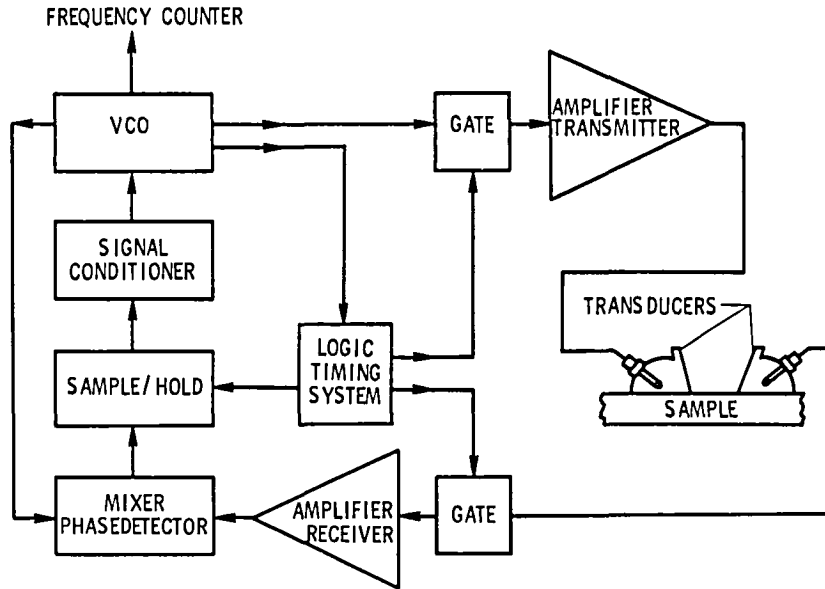 FREQUENCY COUNTER
VCO
GATE
AMPLIFIER
TRANSMITTER
SIGNAL
CONDITIONER
TRANSDUCERS
LOGIC
TIMING
SYSTEM
SAMPLE/HOLD
SAMPLE
MIXER
PHASEDETECTOR
AMPLIFIER
RECEIVER
GATE